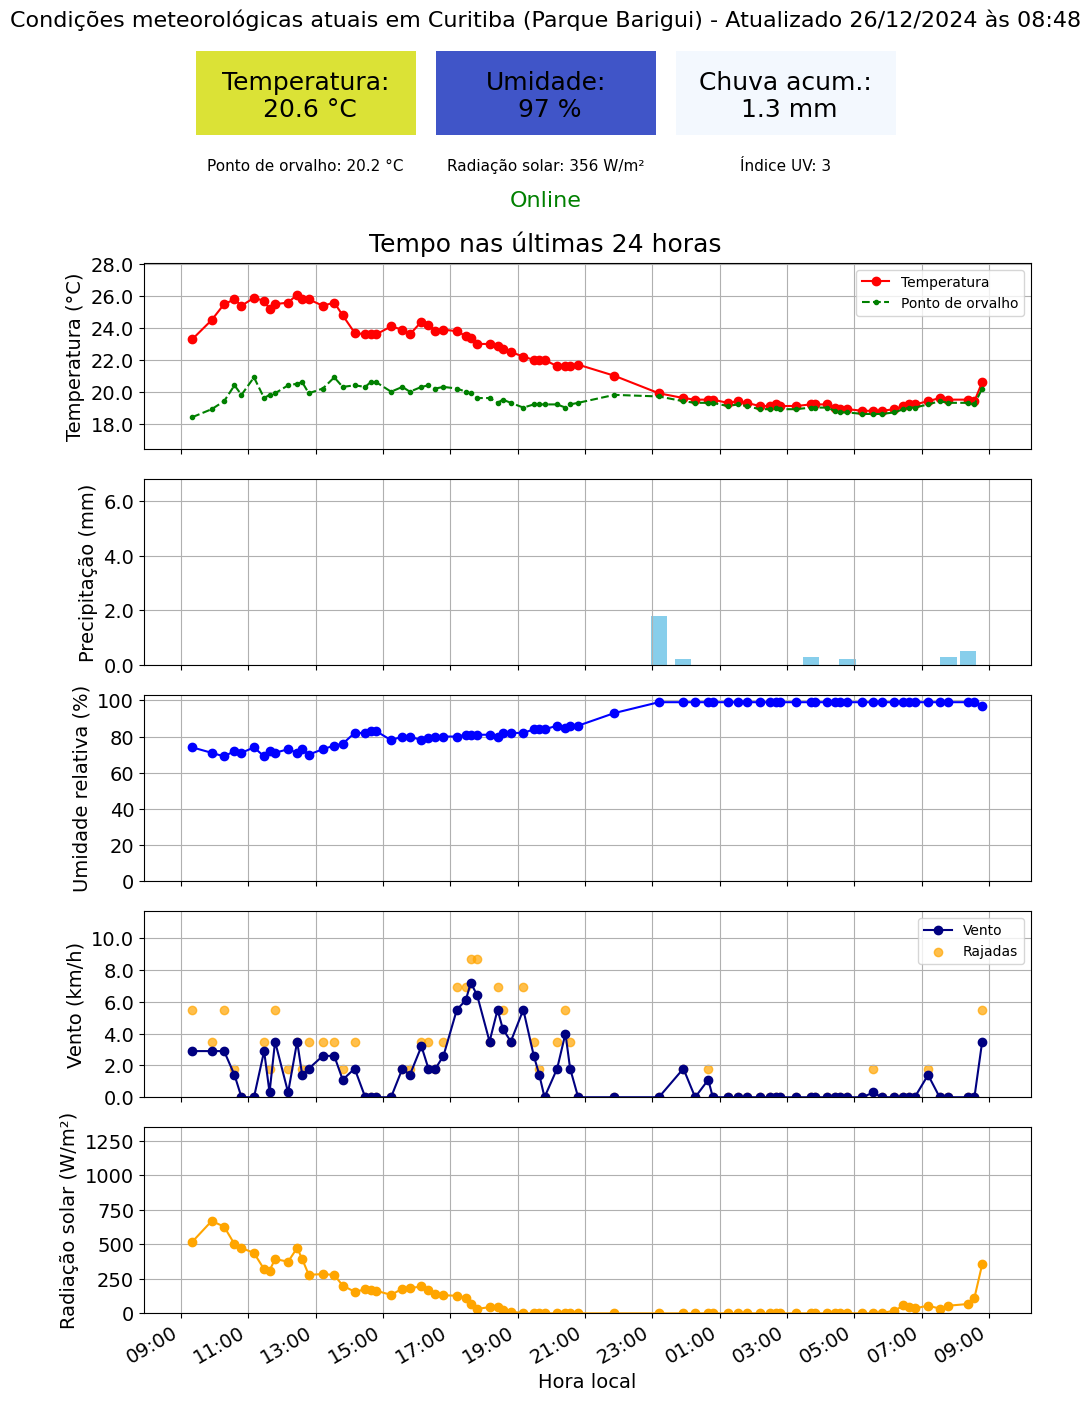 Condições meteorológicas atuais em Curitiba (Parque Barigui) - Atualizado 26/12/2024 às 08:48
Temperatura:
20.6 °C
Umidade:
97 %
Chuva acum.:
1.3 mm
Ponto de orvalho: 20.2 °C
Radiação solar: 356 W/m²
Índice UV: 3
Online
Tempo nas últimas 24 horas
Temperatura (°C)
28.0
26.0
24.0
22.0
20.0
18.0
Temperatura
Ponto de orvalho
Precipitação (mm)
6.0
4.0
2.0
0.0
Umidade relativa (%)
100
80
60
40
20
0
Vento (km/h)
10.0
8.0
6.0
4.0
2.0
0.0
Vento
Rajadas
Radiação solar (W/m²)
1250
1000
750
500
250
0
09:00
11:00
13:00
15:00
17:00
19:00
21:00
23:00
01:00
03:00
05:00
07:00
09:00
Hora local